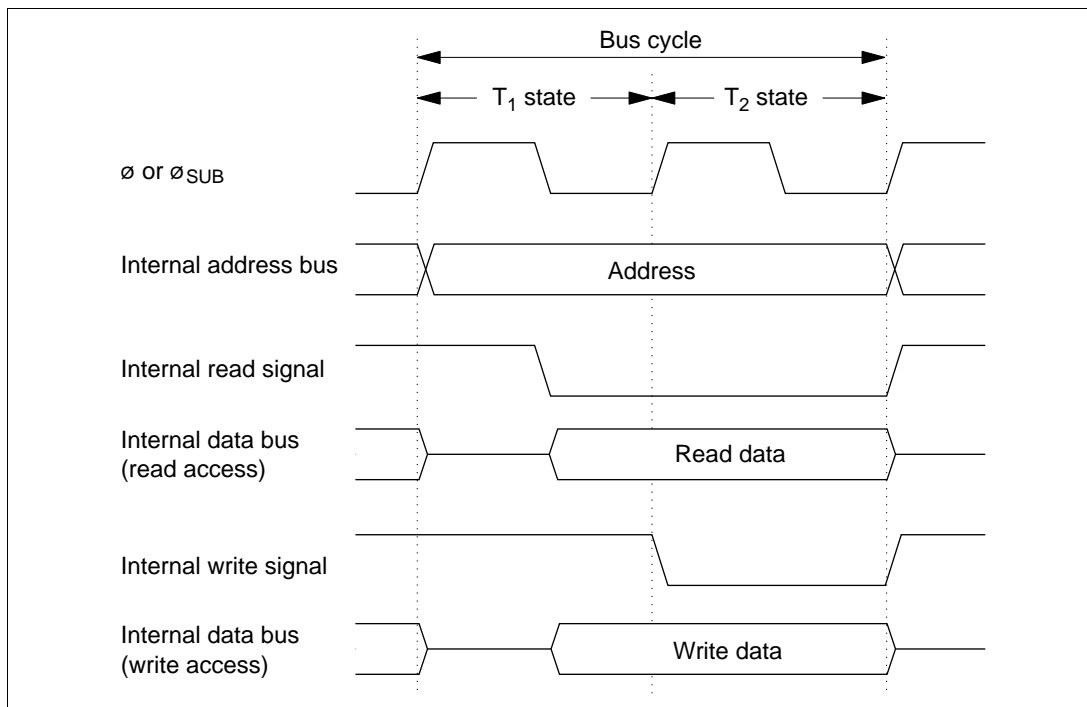 Bus cycle
T₁ state
T₂ state
ø or ø_SUB
Internal address bus
Address
Internal read signal
Internal data bus
(read access)
Read data
Internal write signal
Internal data bus
(write access)
Write data